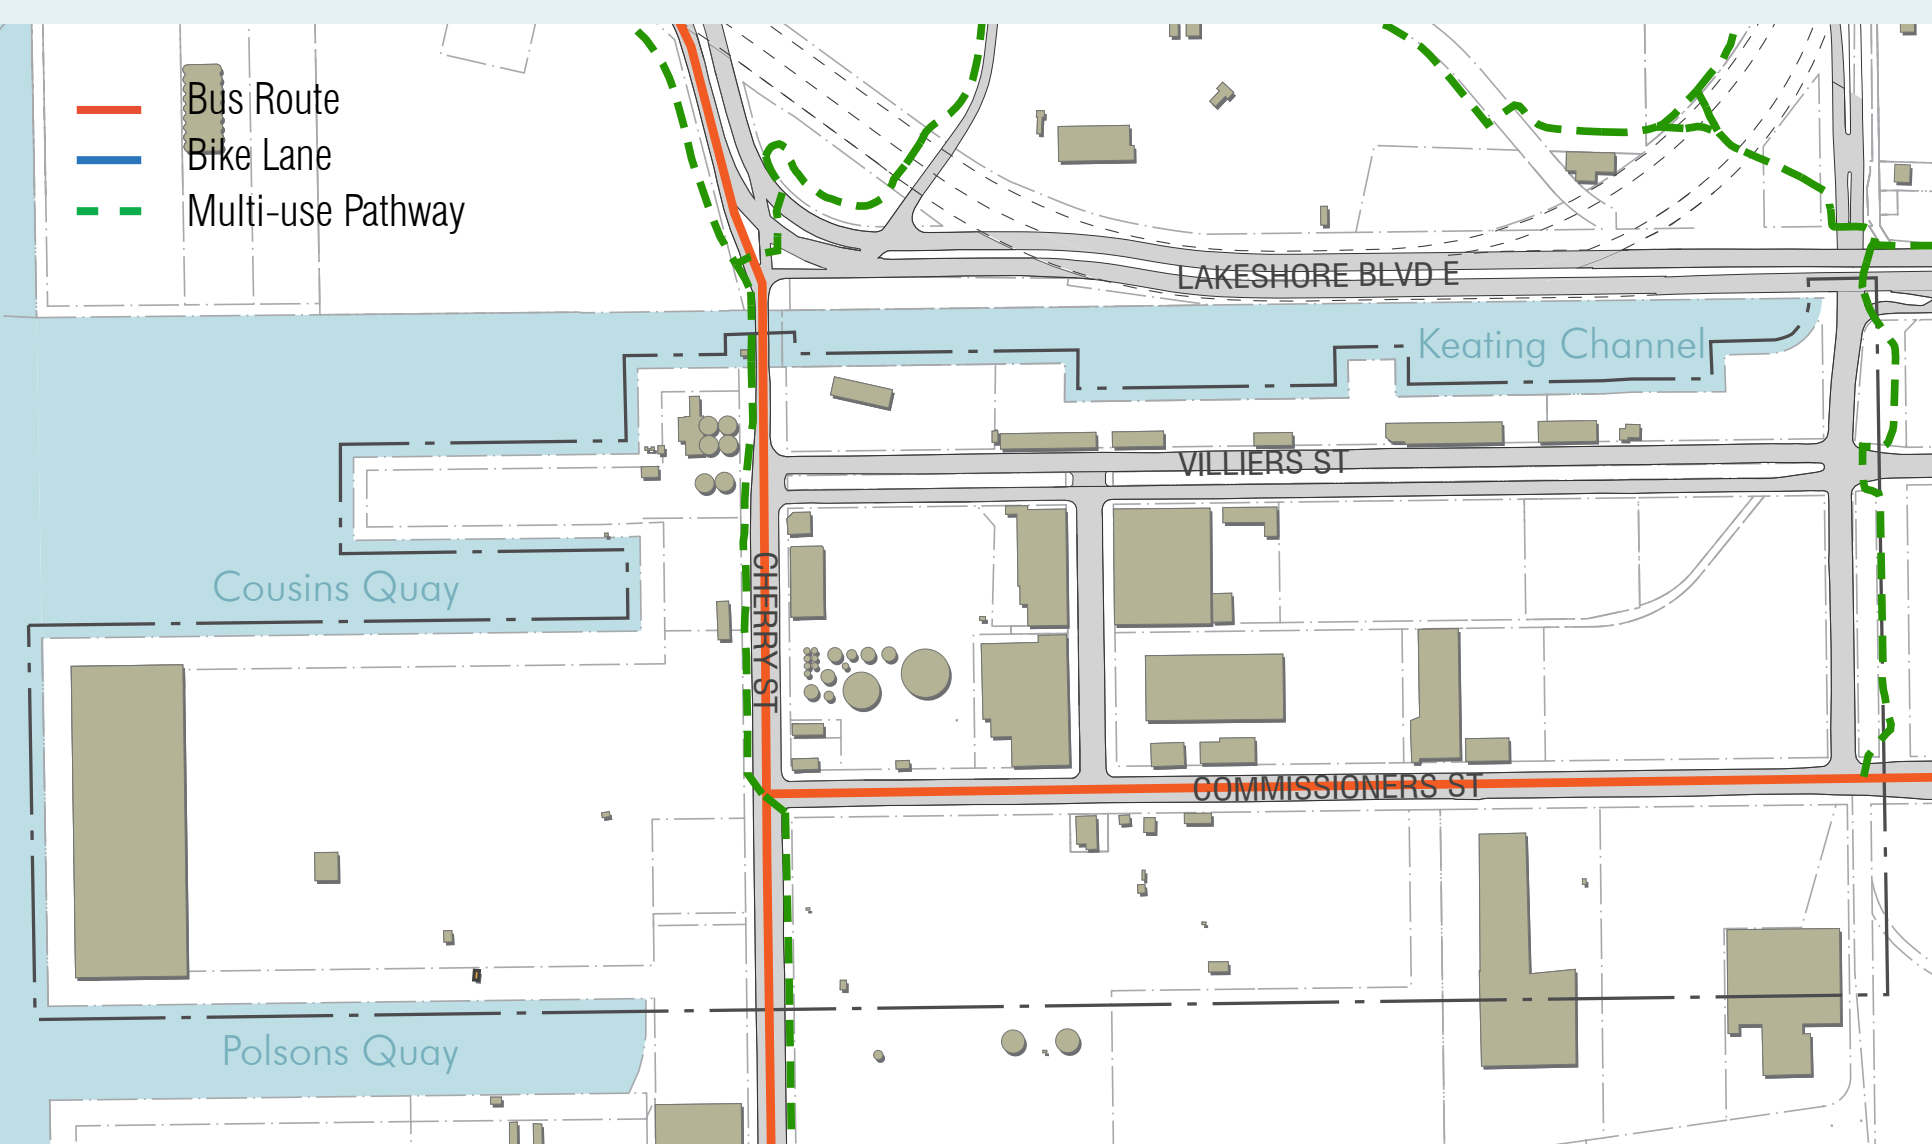 Bus Route
Bike Lane
Multi-use Pathway
LAKESHORE BLVD E
Keating Channel
VILLIERS ST
CHERRY ST
Cousins Quay
COMMISSIONERS ST
Polsons Quay